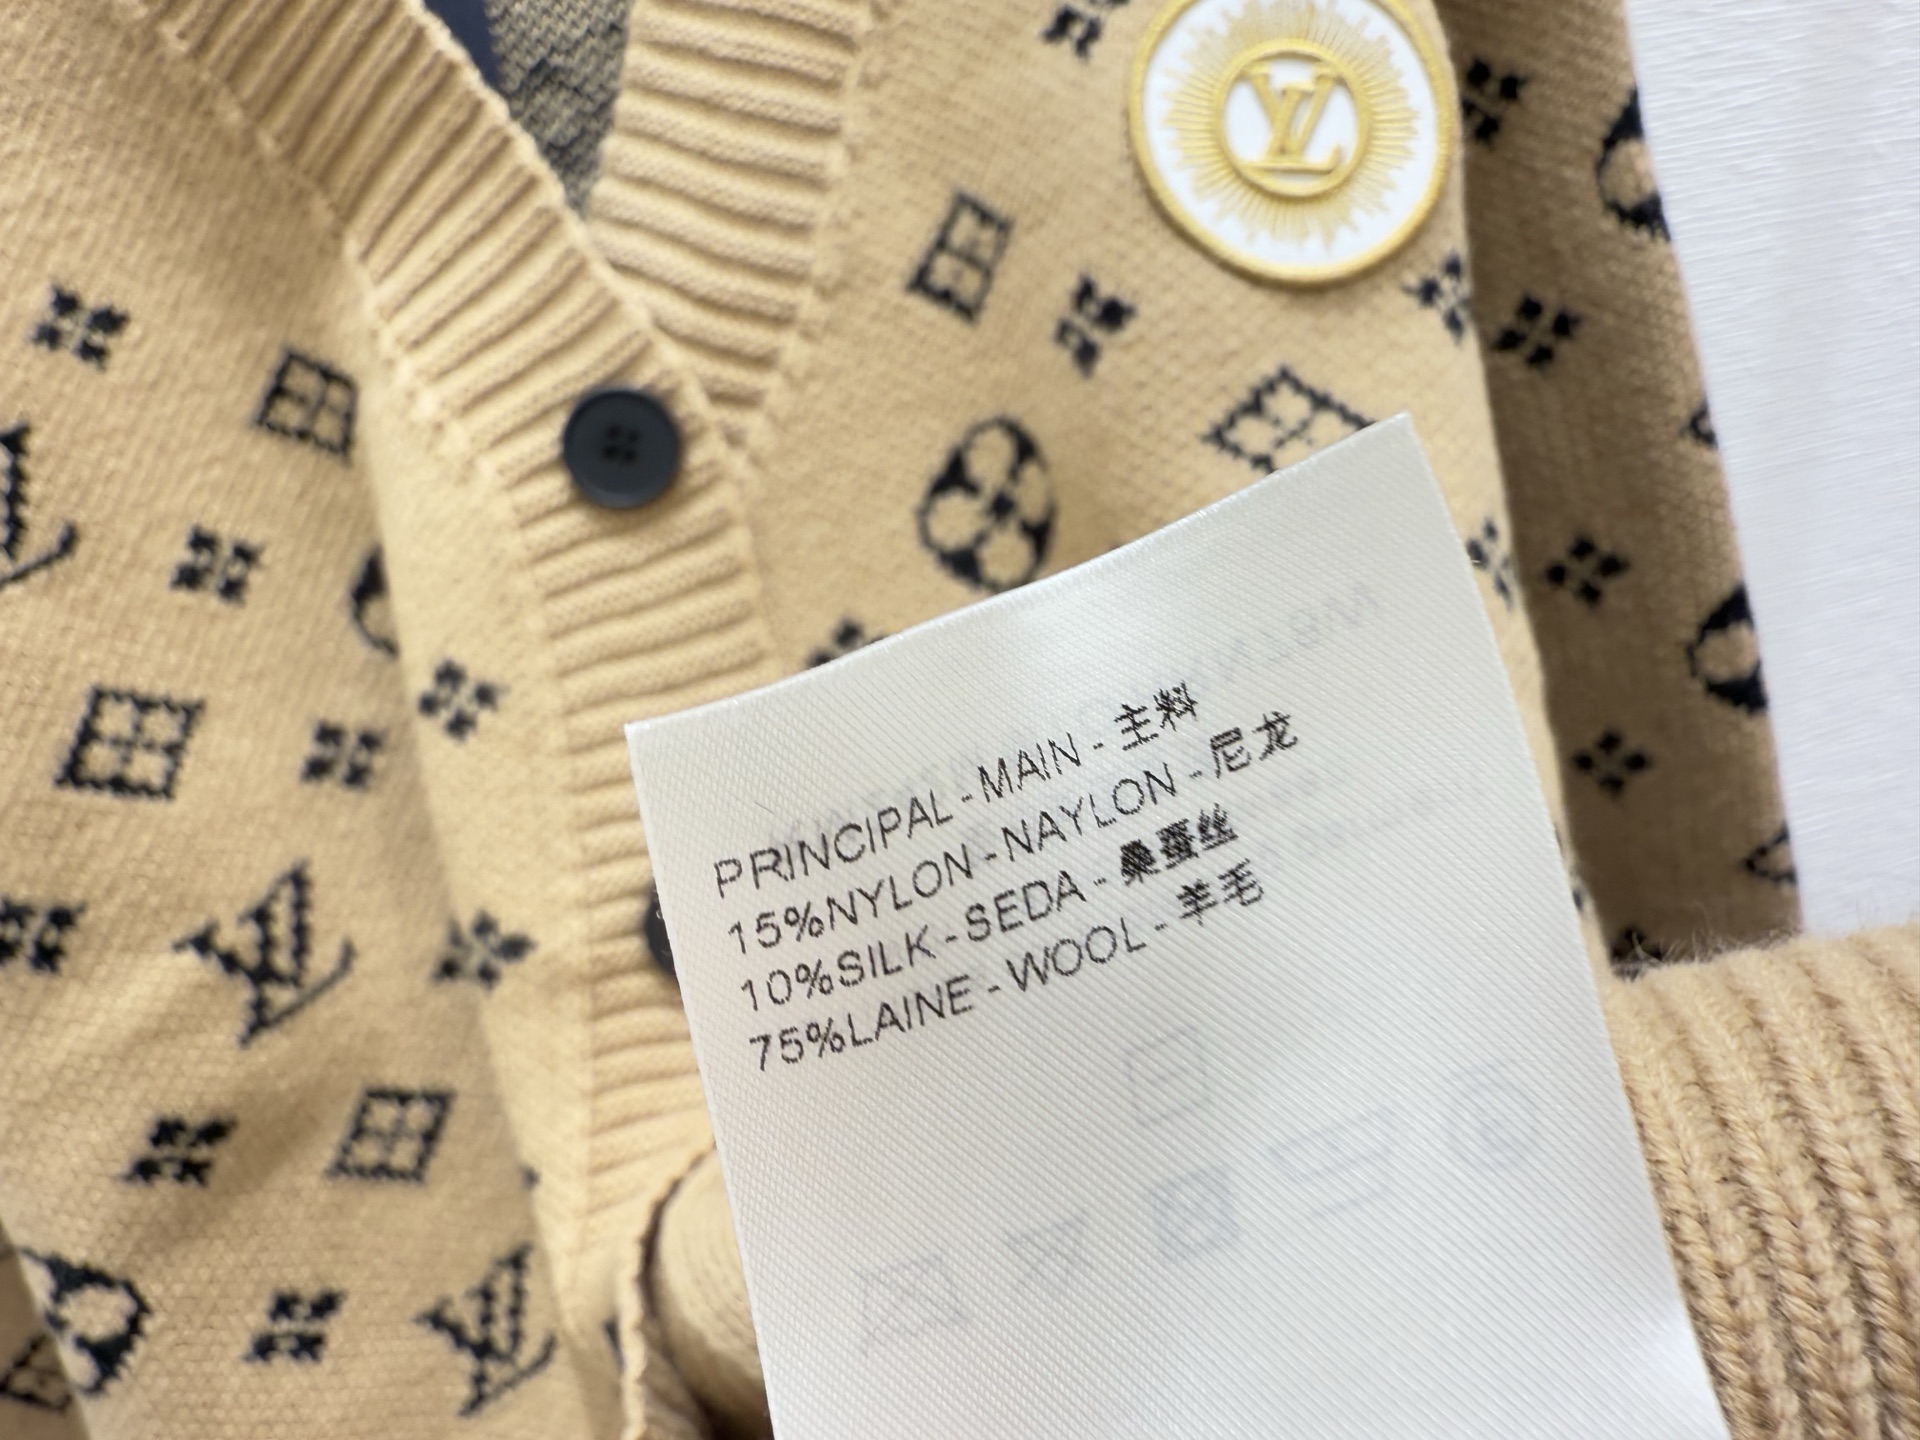 LV
PRINCIPAL - MAIN - 主料
15%NYLON - NAYLON - 尼龙
10%SILK - SEDA - 桑蚕丝
75%LAINE - WOOL - 羊毛